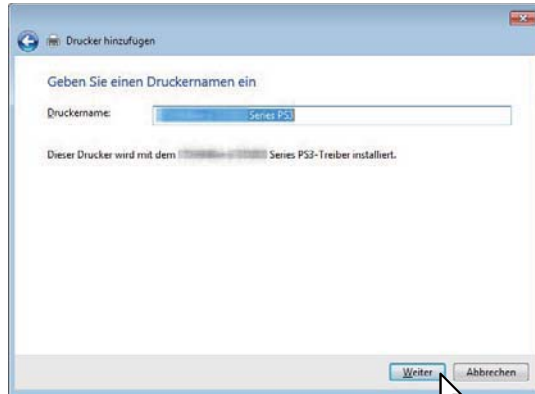 Drucker hinzufügen
Geben Sie einen Druckernamen ein
Druckername: Series PS3
Dieser Drucker wird mit dem Series PS3-Treiber installiert.
Weiter Abbrechen